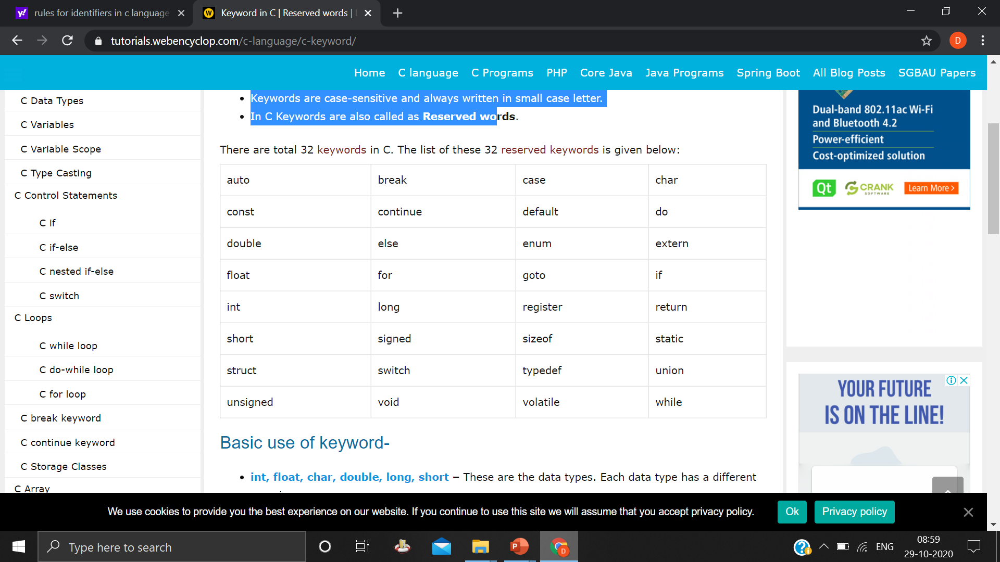 rules for identifiers in c language
Keyword in C | Reserved words |
tutorials.webencyclop.com/c-language/c-keyword/
D
Home C language C Programs PHP Core Java Java Programs Spring Boot All Blog Posts SGBAU Papers
C Data Types
C Variables
C Variable Scope
C Type Casting
C Control Statements
C if
C if-else
C nested if-else
C switch
C Loops
C while loop
C do-while loop
C for loop
C break keyword
C continue keyword
C Storage Classes
C Array
• Keywords are case-sensitive and always written in small case letter.
• In C Keywords are also called as Reserved words.
There are total 32 keywords in C. The list of these 32 reserved keywords is given below:
auto break case char
const continue default do
double else enum extern
float for goto if
int long register return
short signed sizeof static
struct switch typedef union
unsigned void volatile while
Basic use of keyword-
• int, float, char, double, long, short – These are the data types. Each data type has a different
Dual-band 802.11ac Wi-Fi
and Bluetooth 4.2
Power-efficient
Cost-optimized solution
Qt CRANK SOFTWARE Learn More >
YOUR FUTURE
IS ON THE LINE!
We use cookies to provide you the best experience on our website. If you continue to use this site we will assume that you accept privacy policy. Ok Privacy policy
Type here to search
ENG
08:59
29-10-2020